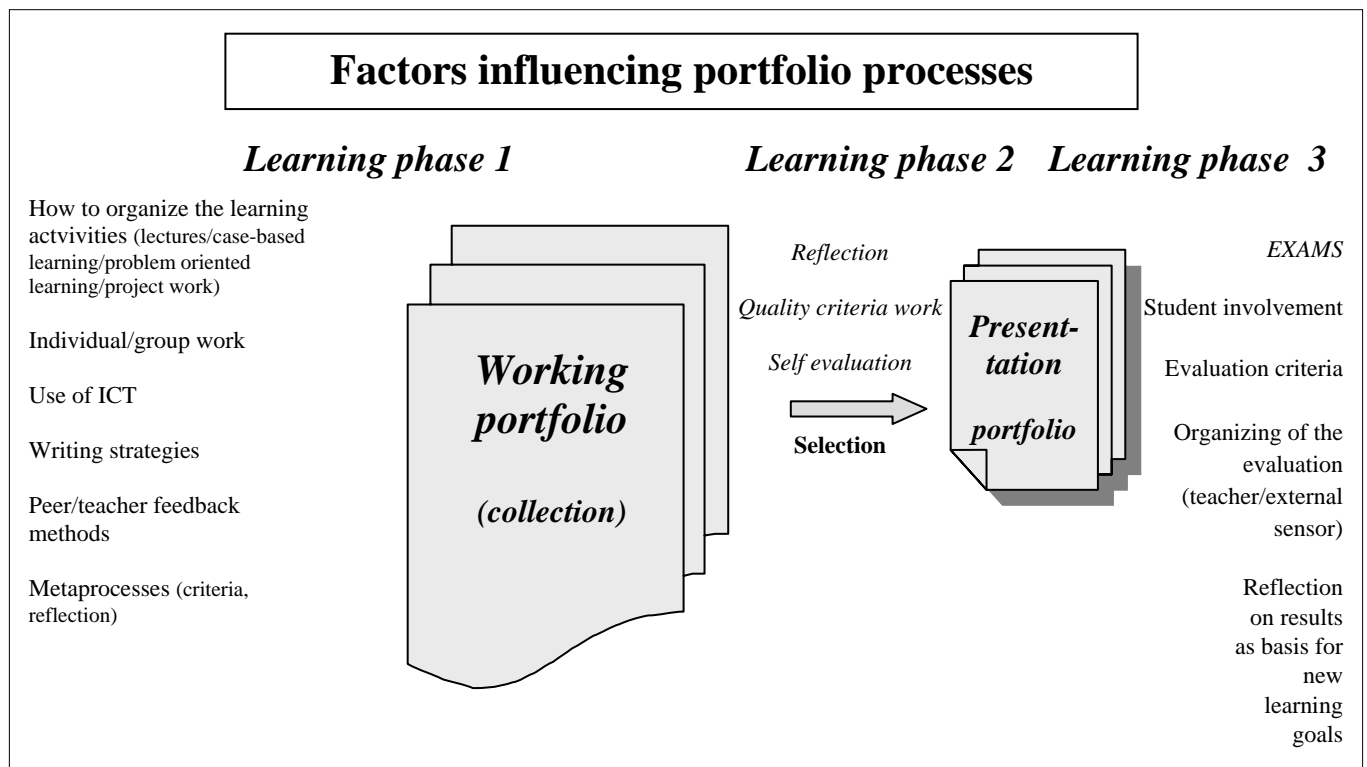 Factors influencing portfolio processes
Learning phase 1
Learning phase 2
Learning phase 3
How to organize the learning
actvivities (lectures/case-based
learning/problem oriented
learning/project work)
Individual/group work
Use of ICT
Writing strategies
Peer/teacher feedback
methods
Metaprocesses (criteria,
reflection)
Working
portfolio
(collection)
Reflection
Quality criteria work
Self evaluation
Selection
Present-
tation
portfolio
EXAMS
Student involvement
Evaluation criteria
Organizing of the
evaluation
(teacher/external
sensor)
Reflection
on results
as basis for
new
learning
goals